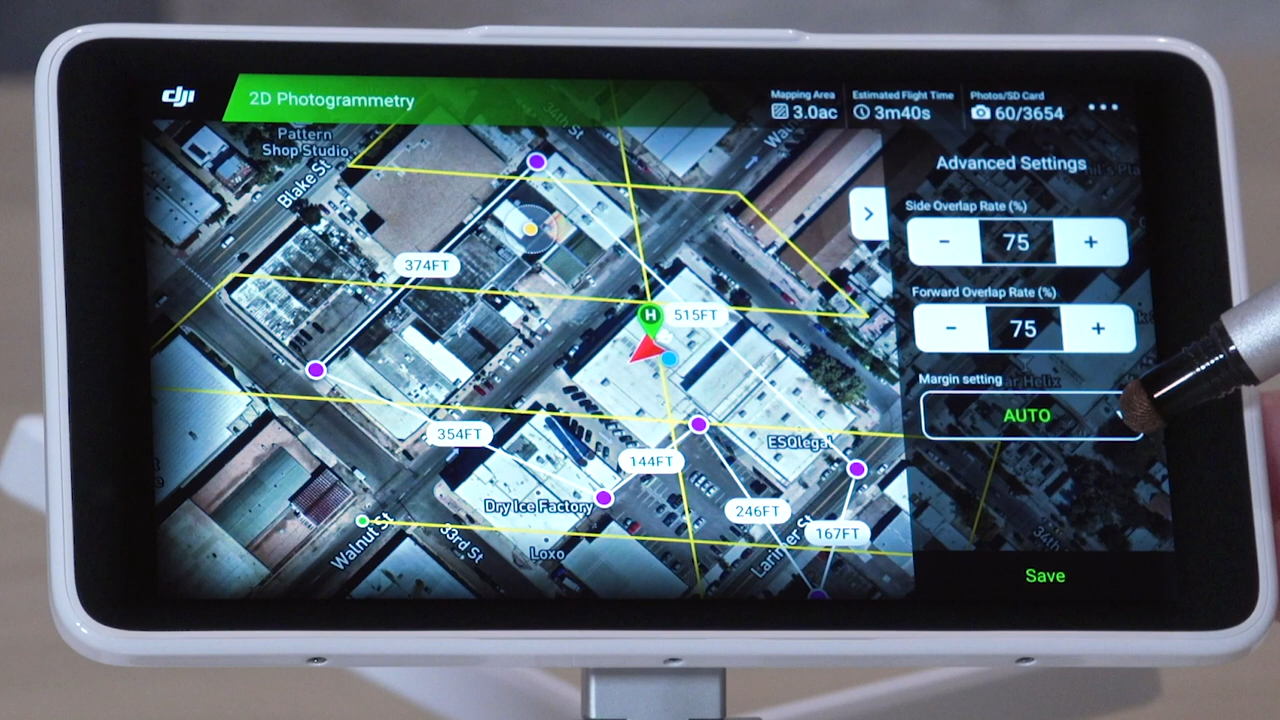 dji
2D Photogrammetry
Mapping Area
3.0ac
Estimated Flight Time
3m40s
Photos/SD Card
60/3654
Pattern
Shop Studio
Blake St
34th St
374FT
H
515FT
354FT
144FT
ESQlegal
Dry Ice Factory
246FT
167FT
Walnut St
33rd St
Loxo
Larimer St
Advanced Settings
Side Overlap Rate (%)
- 75 +
Forward Overlap Rate (%)
- 75 +
Margin setting
AUTO
34th
Save